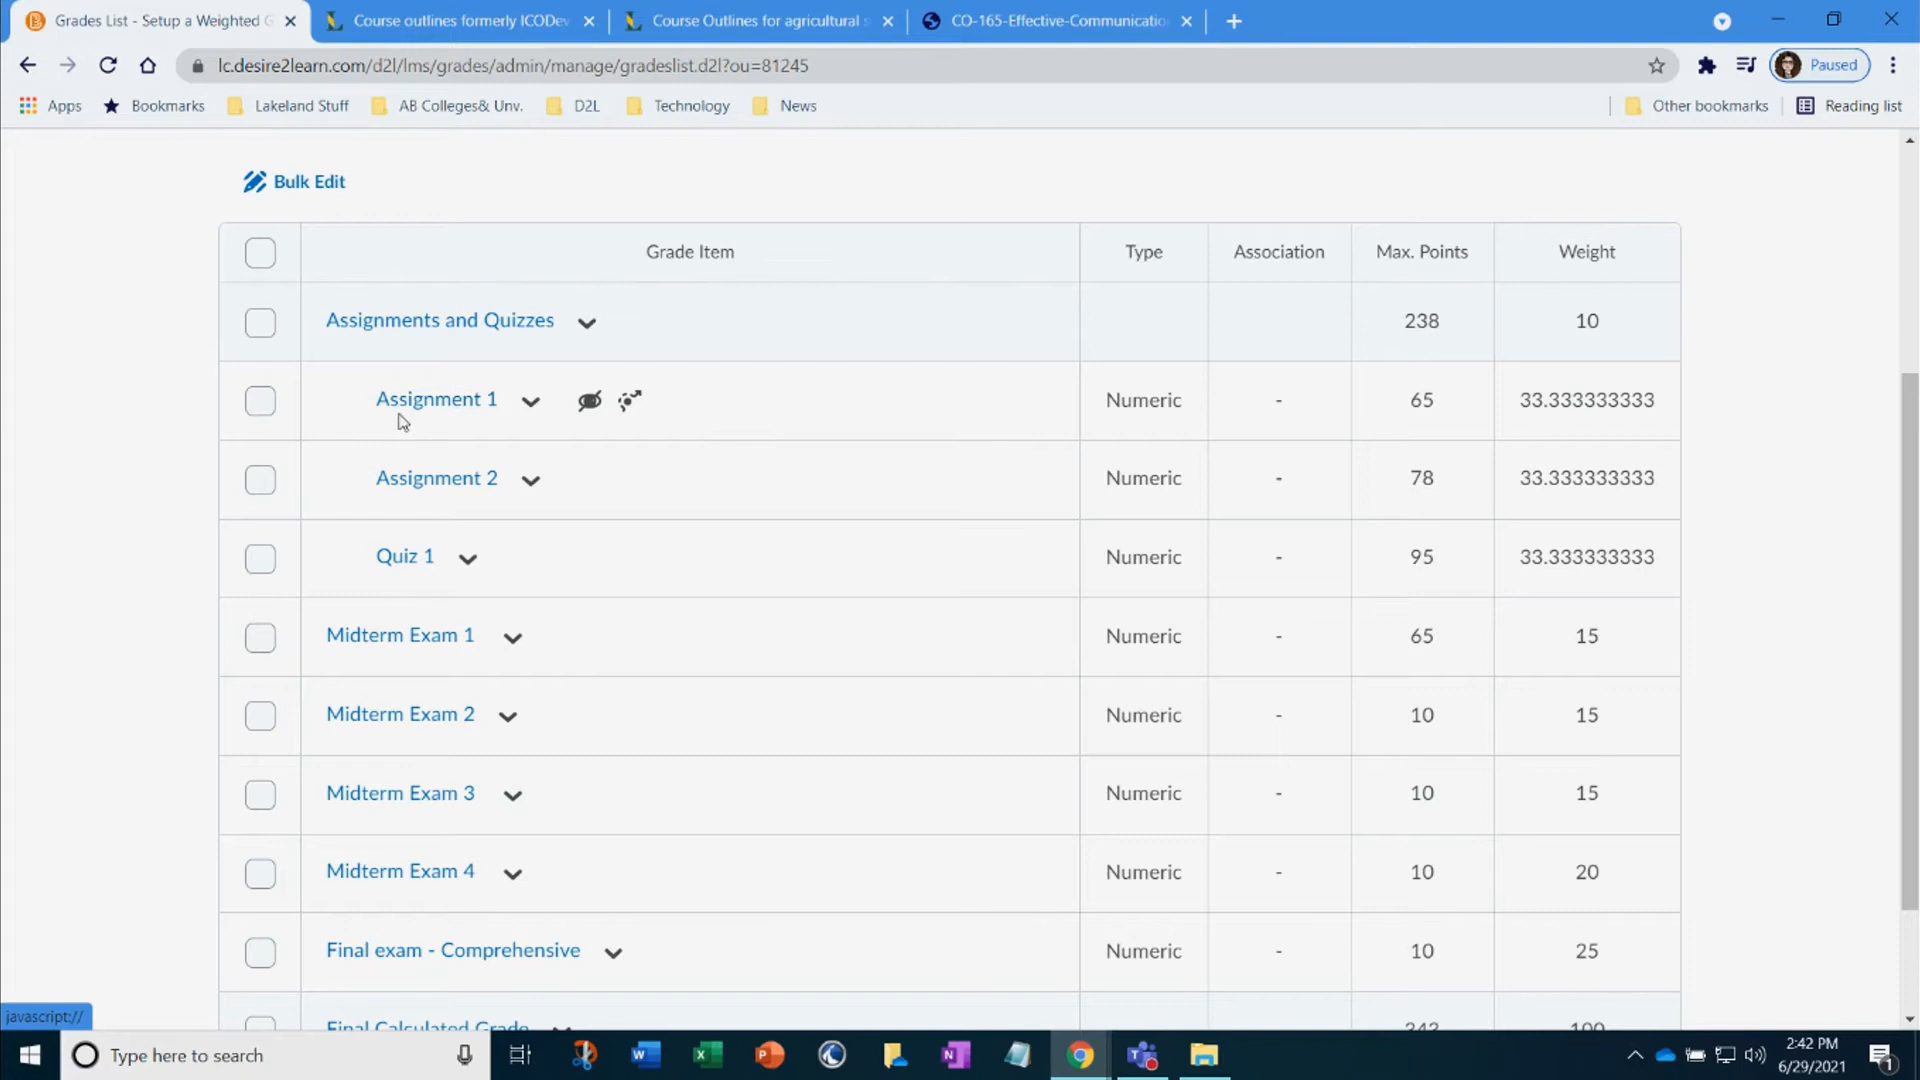 Grades List - Setup a Weighted G
Course outlines formerly ICODev
Course Outlines for agricultural s
CO-165-Effective-Communicatio
lc.desire2learn.com/d2l/lms/grades/admin/manage/gradeslist.d2l?ou=81245
Paused
Apps
Bookmarks
Lakeland Stuff
AB Colleges& Unv.
D2L
Technology
News
Other bookmarks
Reading list
Bulk Edit
Grade Item Type Association Max. Points Weight
Assignments and Quizzes 238 10
Assignment 1 Numeric - 65 33.333333333
Assignment 2 Numeric - 78 33.333333333
Quiz 1 Numeric - 95 33.333333333
Midterm Exam 1 Numeric - 65 15
Midterm Exam 2 Numeric - 10 15
Midterm Exam 3 Numeric - 10 15
Midterm Exam 4 Numeric - 10 20
Final exam - Comprehensive Numeric - 10 25
Final Calculated Grade 343 100
javascript://
Type here to search
2:42 PM
6/29/2021
1